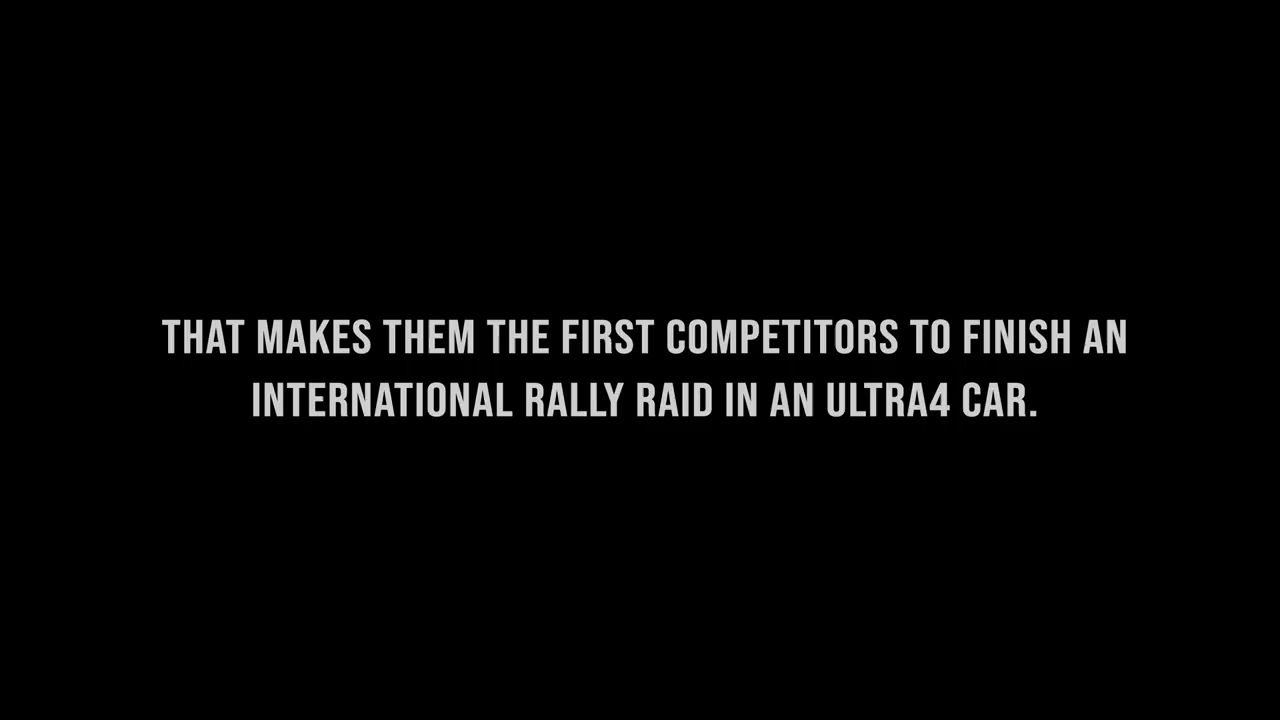 THAT MAKES THEM THE FIRST COMPETITORS TO FINISH AN
INTERNATIONAL RALLY RAID IN AN ULTRA4 CAR.